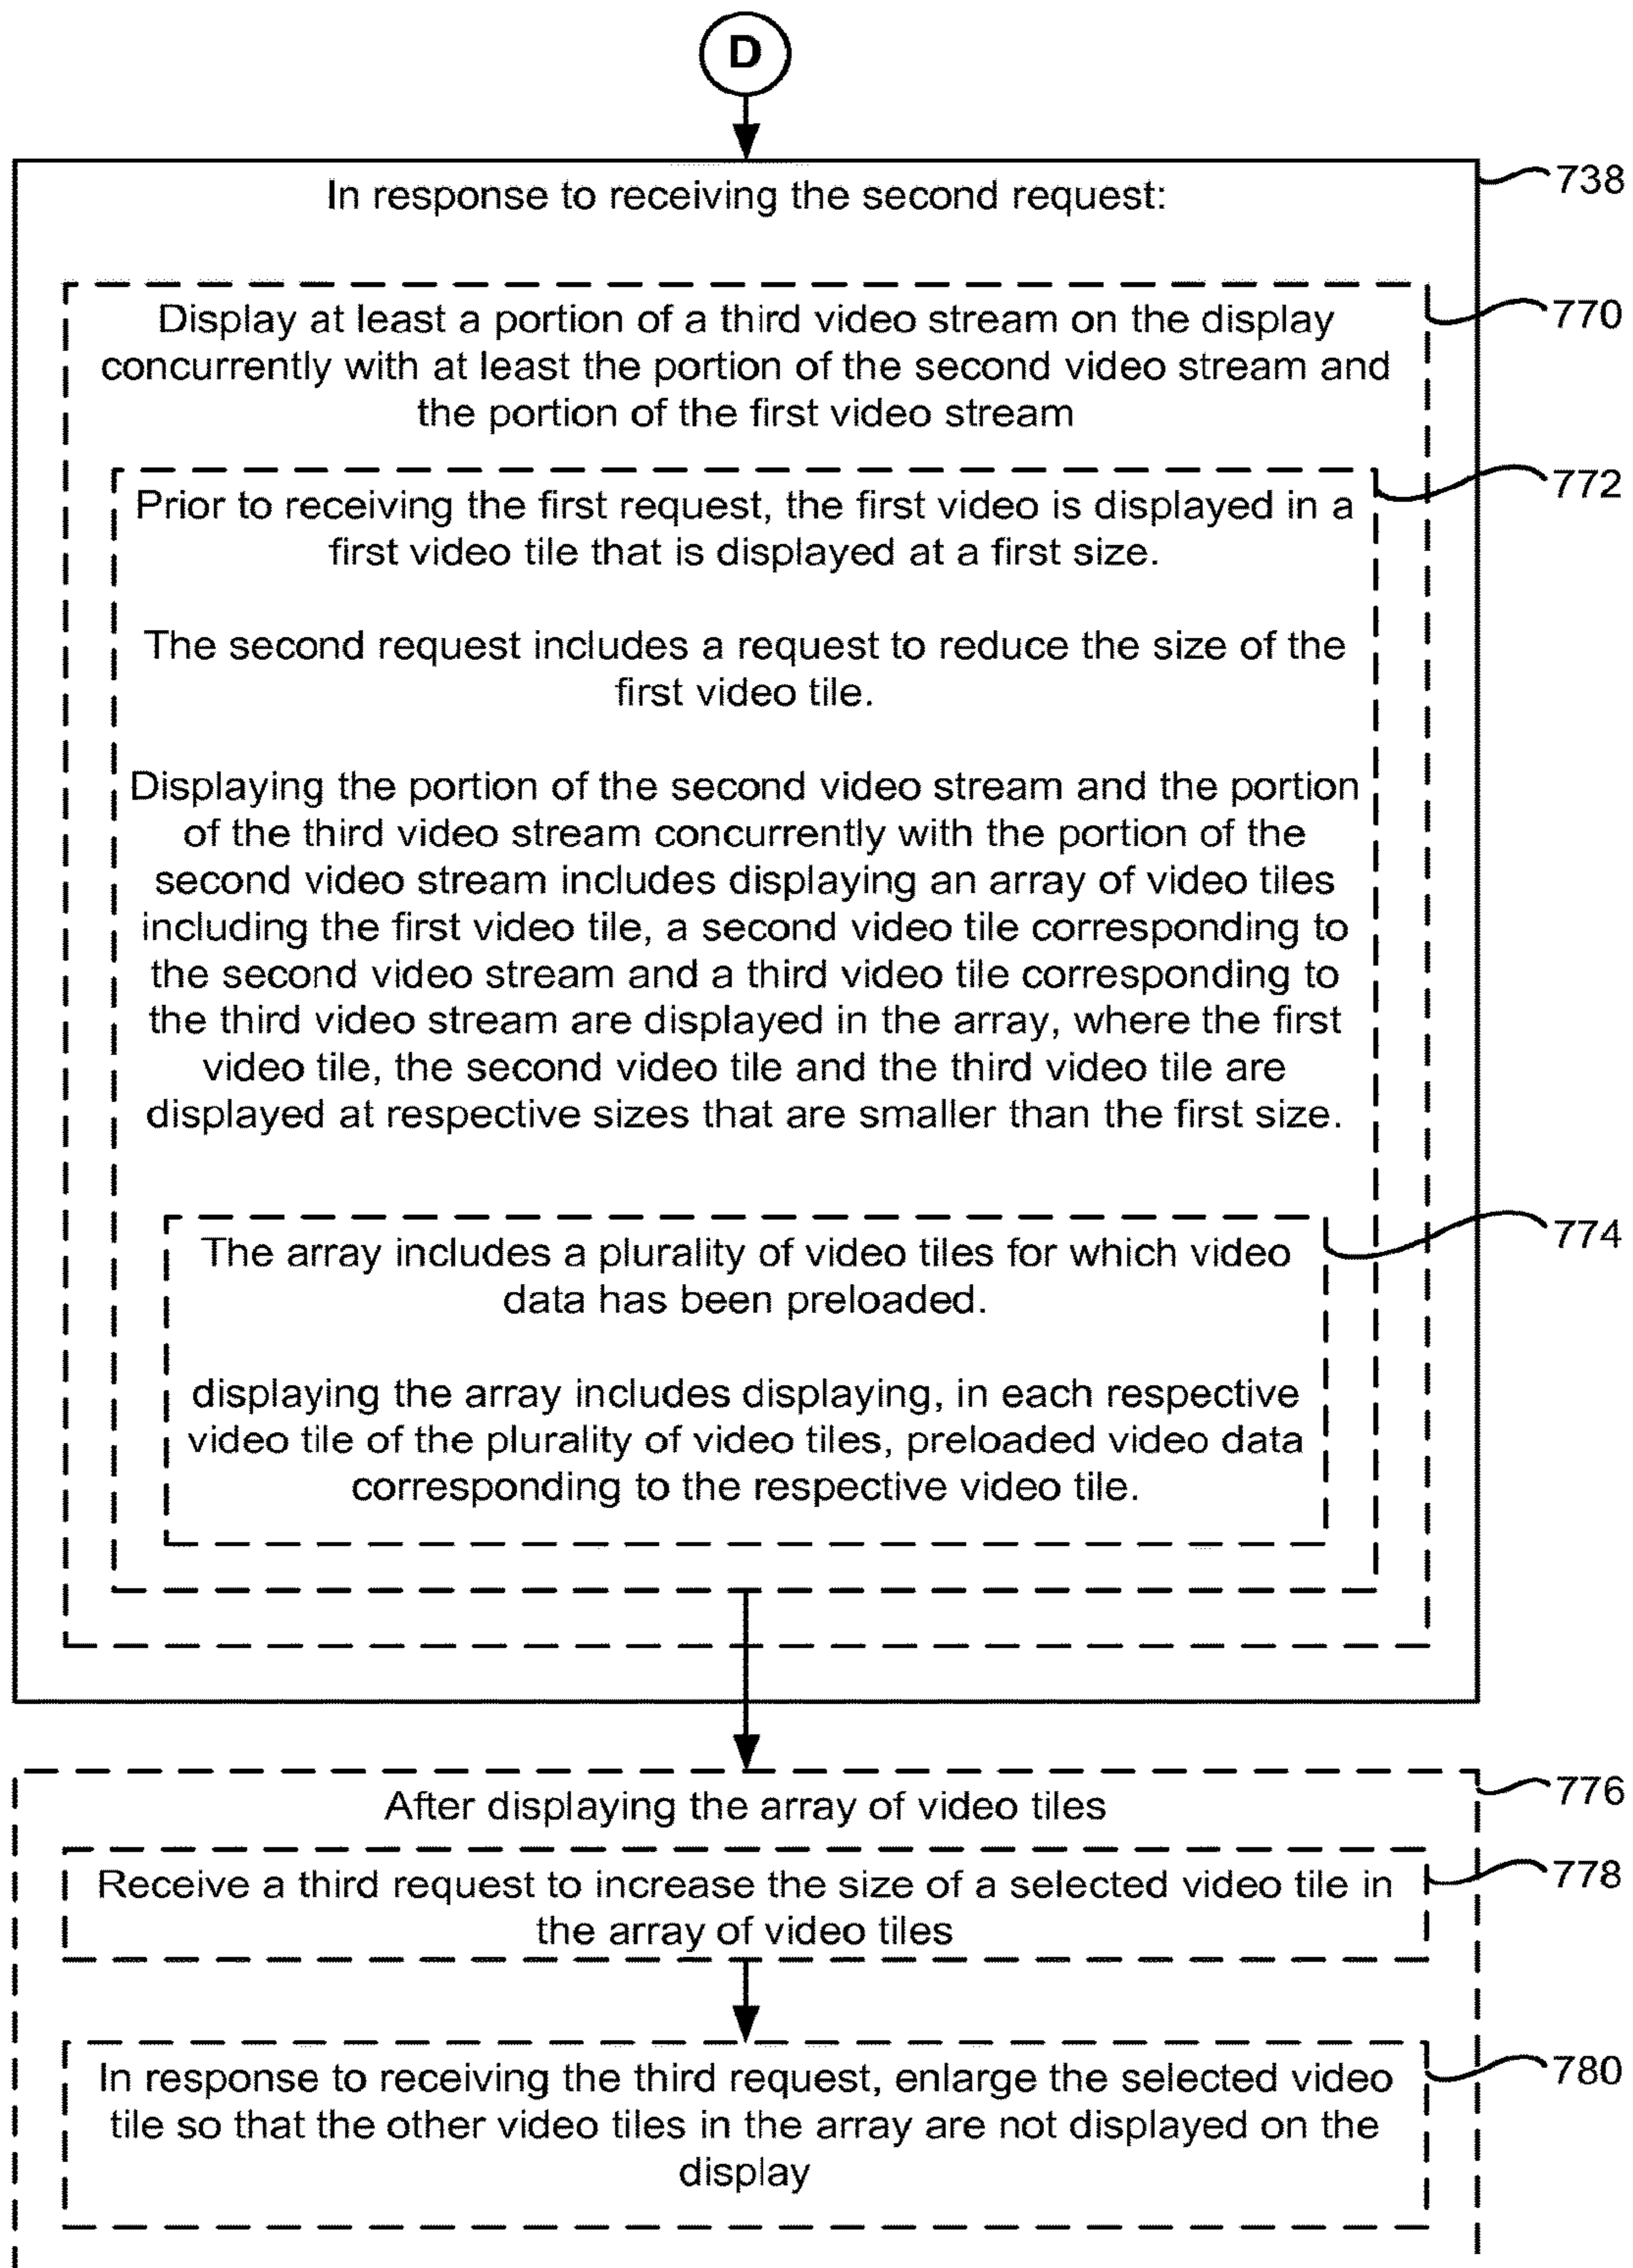 D
In response to receiving the second request:
738
Display at least a portion of a third video stream on the display
concurrently with at least the portion of the second video stream and
the portion of the first video stream
770
Prior to receiving the first request, the first video is displayed in a
first video tile that is displayed at a first size.
772
The second request includes a request to reduce the size of the
first video tile.
Displaying the portion of the second video stream and the portion
of the third video stream concurrently with the portion of the
second video stream includes displaying an array of video tiles
including the first video tile, a second video tile corresponding to
the second video stream and a third video tile corresponding to
the third video stream are displayed in the array, where the first
video tile, the second video tile and the third video tile are
displayed at respective sizes that are smaller than the first size.
The array includes a plurality of video tiles for which video
data has been preloaded.
774
displaying the array includes displaying, in each respective
video tile of the plurality of video tiles, preloaded video data
corresponding to the respective video tile.
After displaying the array of video tiles
776
Receive a third request to increase the size of a selected video tile in
the array of video tiles
778
In response to receiving the third request, enlarge the selected video
tile so that the other video tiles in the array are not displayed on the
display
780